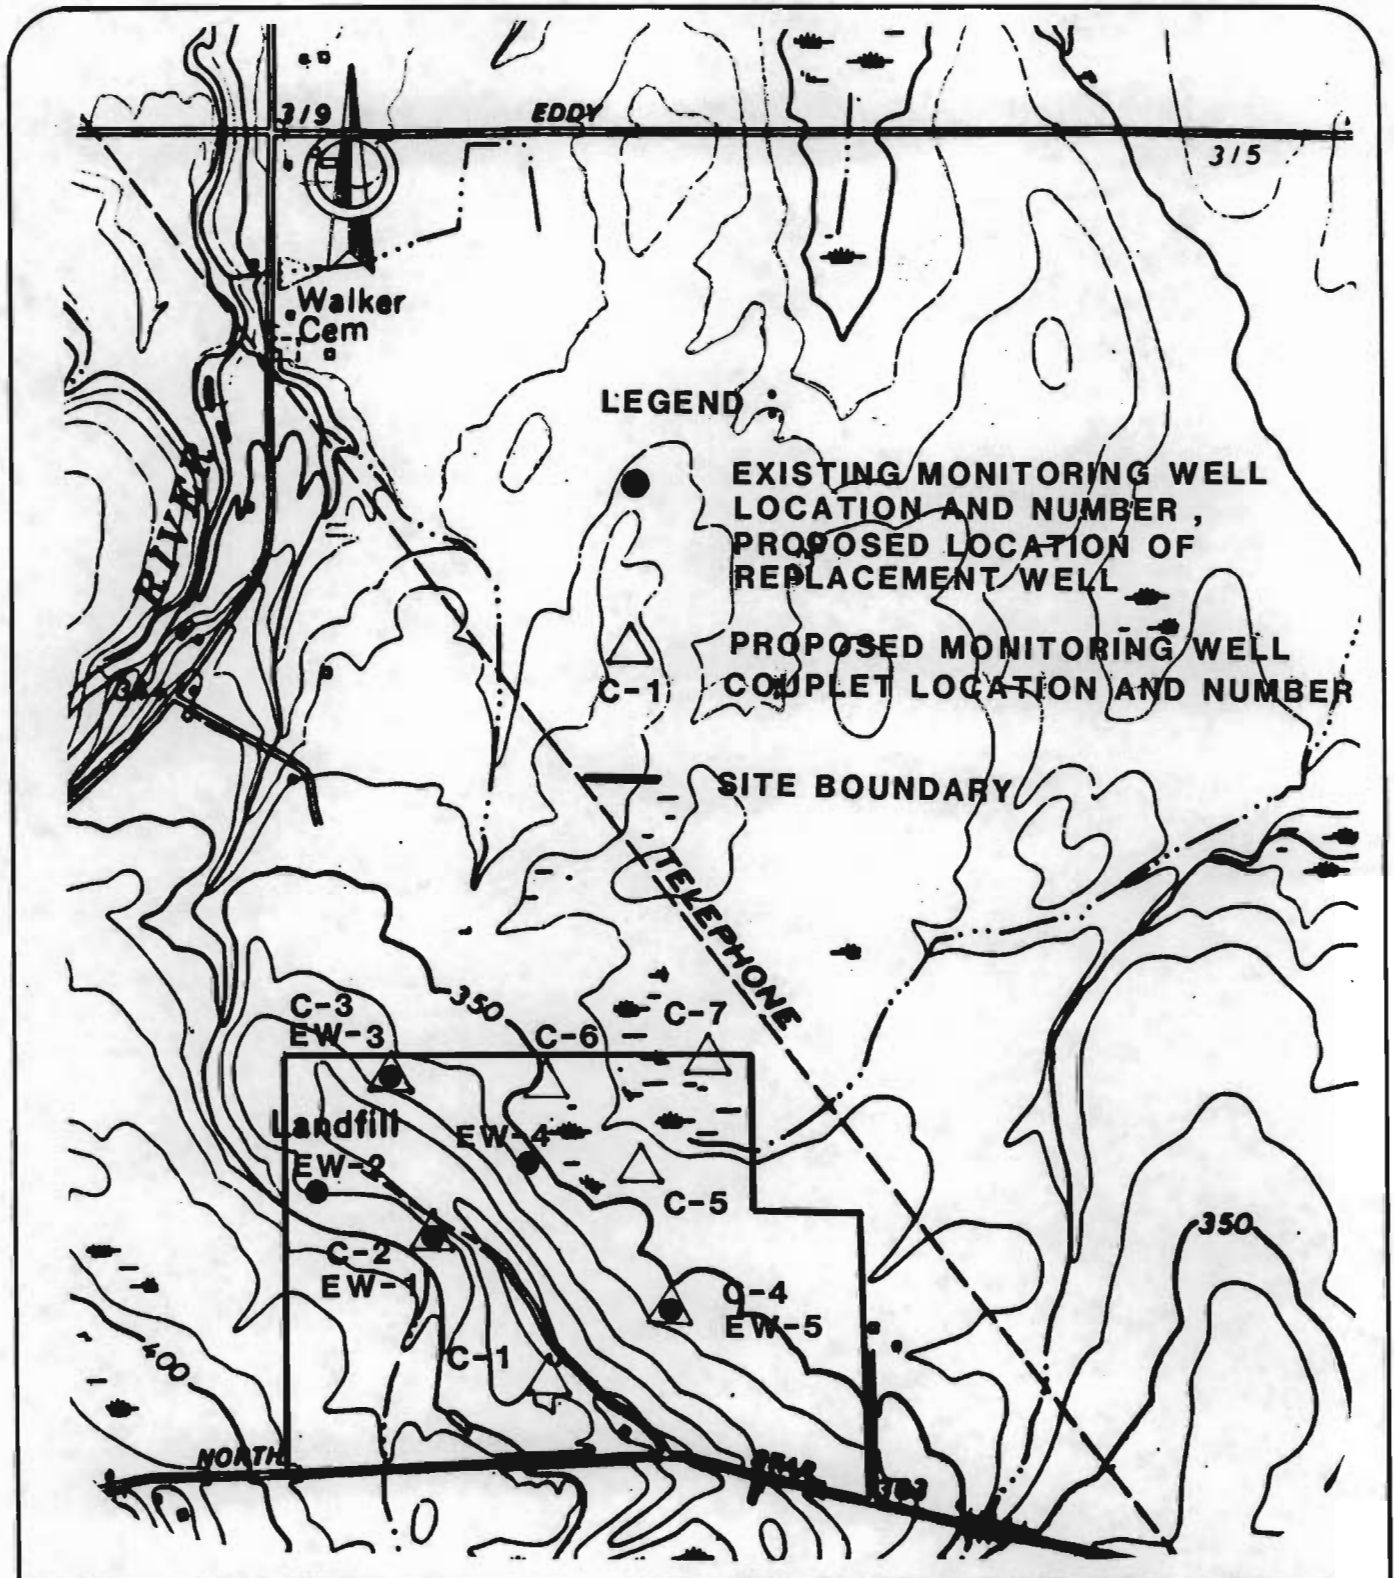 319
EDDY
315
Walker
Cem
LEGEND :
RIVER
EXISTING MONITORING WELL
LOCATION AND NUMBER ,
PROPOSED LOCATION OF
REPLACEMENT WELL
PROPOSED MONITORING WELL
C-1
COUPLET LOCATION AND NUMBER
SITE BOUNDARY
TELEPHONE
350
C-3
EW-3
C-6
C-7
Landfill
EW-4
EW-2
C-5
350
C-2
EW-1
C-4
EW-5
C-1
400
NORTH